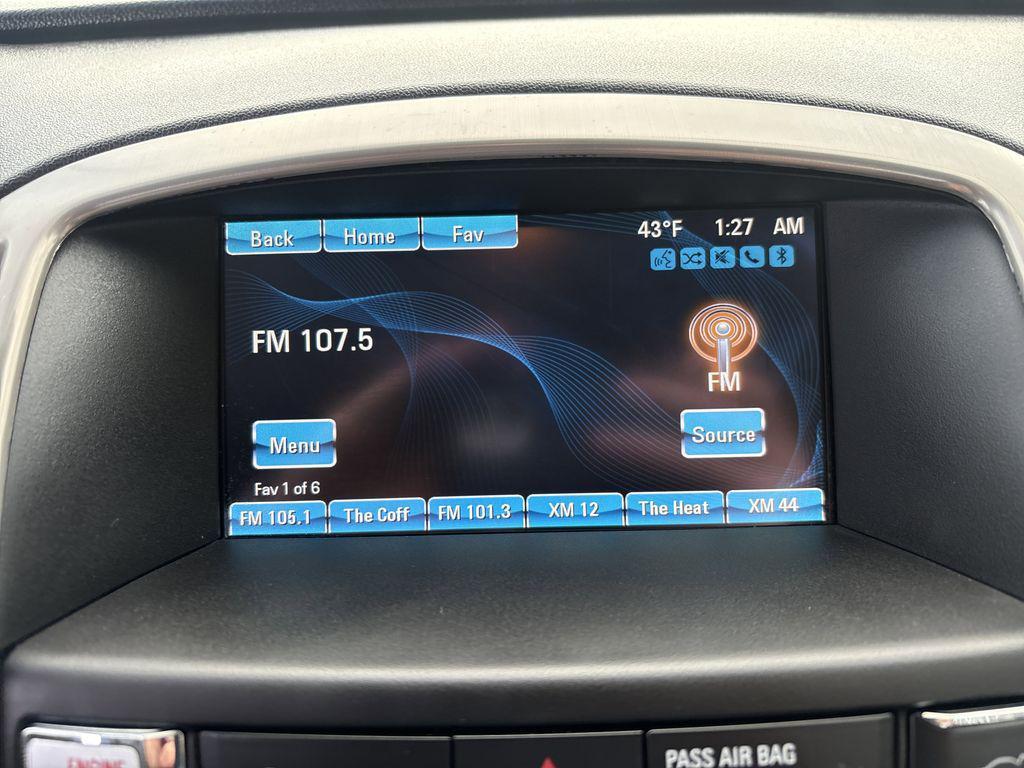 Back Home Fav 43°F 1:27 AM
FM 107.5
FM
Menu Source
Fav 1 of 6
FM 105.1 The Coff FM 101.3 XM 12 The Heat XM 44
ENGINE PASS AIR BAG